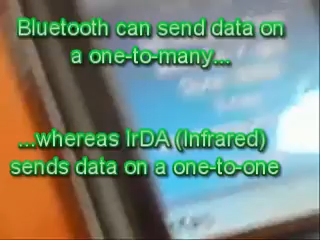 Bluetooth can send data on
a one-to-many...
...whereas IrDA (Infrared)
sends data on a one-to-one